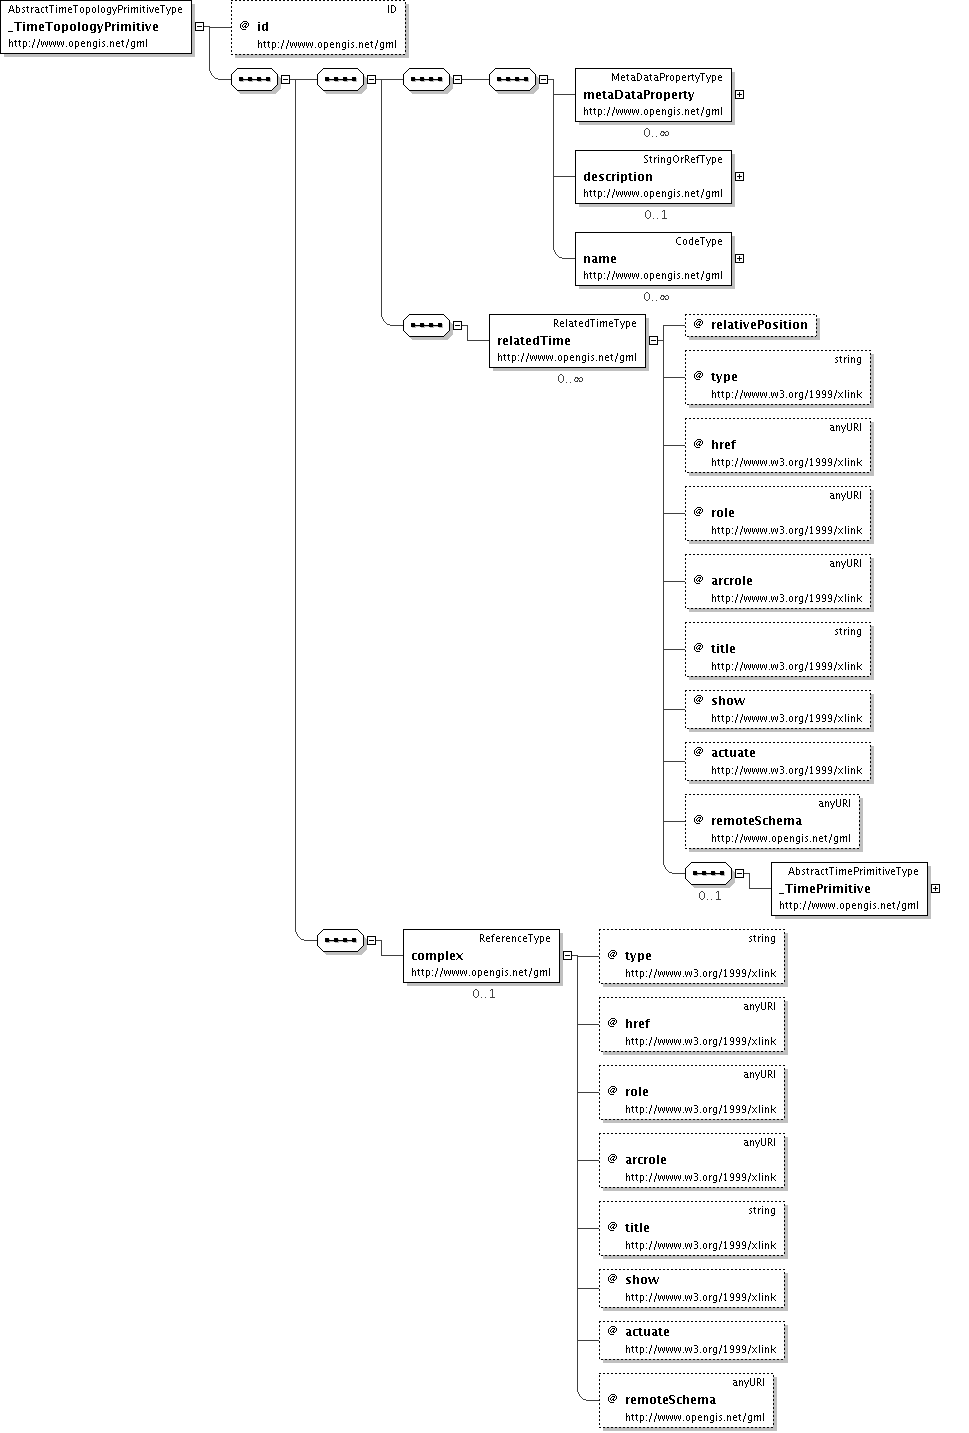 AbstractTimeTopologyPrimitiveType
_TimeTopologyPrimitive
http://www.opengis.net/gml
ID
@ id
http://www.opengis.net/gml
MetaDataPropertyType
metaDataProperty
http://www.opengis.net/gml
0..∞
StringOrRefType
description
http://www.opengis.net/gml
0..1
CodeType
name
http://www.opengis.net/gml
0..∞
RelatedTimeType
relatedTime
http://www.opengis.net/gml
0..∞
@ relativePosition
string
@ type
http://www.w3.org/1999/xlink
anyURI
@ href
http://www.w3.org/1999/xlink
anyURI
@ role
http://www.w3.org/1999/xlink
anyURI
@ arcrole
http://www.w3.org/1999/xlink
string
@ title
http://www.w3.org/1999/xlink
@ show
http://www.w3.org/1999/xlink
@ actuate
http://www.w3.org/1999/xlink
anyURI
@ remoteSchema
http://www.opengis.net/gml
0..1
AbstractTimePrimitiveType
_TimePrimitive
http://www.opengis.net/gml
ReferenceType
complex
http://www.opengis.net/gml
0..1
string
@ type
http://www.w3.org/1999/xlink
anyURI
@ href
http://www.w3.org/1999/xlink
anyURI
@ role
http://www.w3.org/1999/xlink
anyURI
@ arcrole
http://www.w3.org/1999/xlink
string
@ title
http://www.w3.org/1999/xlink
@ show
http://www.w3.org/1999/xlink
@ actuate
http://www.w3.org/1999/xlink
anyURI
@ remoteSchema
http://www.opengis.net/gml